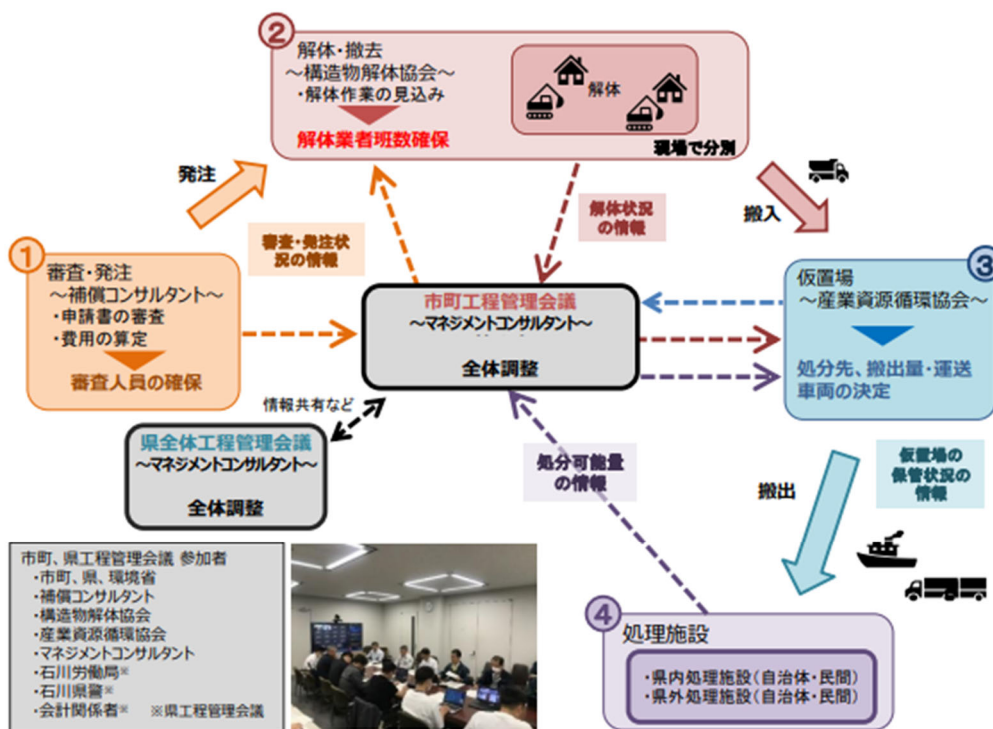 ②
解体・撤去
～構造物解体協会～
・解体作業の見込み
解体業者班数確保
解体
現場で分別
発注
搬入
審査・発注状
況の情報
解体状況
の情報
①
審査・発注
～補償コンサルタント～
・申請書の審査
・費用の算定
審査人員の確保
市町工程管理会議
～マネジメントコンサルタント～
全体調整
③
仮置場
～産業資源循環協会～
処分先、搬出量・運送
車両の決定
情報共有など
県全体工程管理会議
～マネジメントコンサルタント～
全体調整
処分可能量
の情報
搬出
仮置場の
保管状況の
情報
市町、県工程管理会議 参加者
・市町、県、環境省
・補償コンサルタント
・構造物解体協会
・産業資源循環協会
・マネジメントコンサルタント
・石川労働局※
・石川県警※
・会計関係者※ ※県工程管理会議
④
処理施設
・県内処理施設(自治体・民間)
・県外処理施設(自治体・民間)